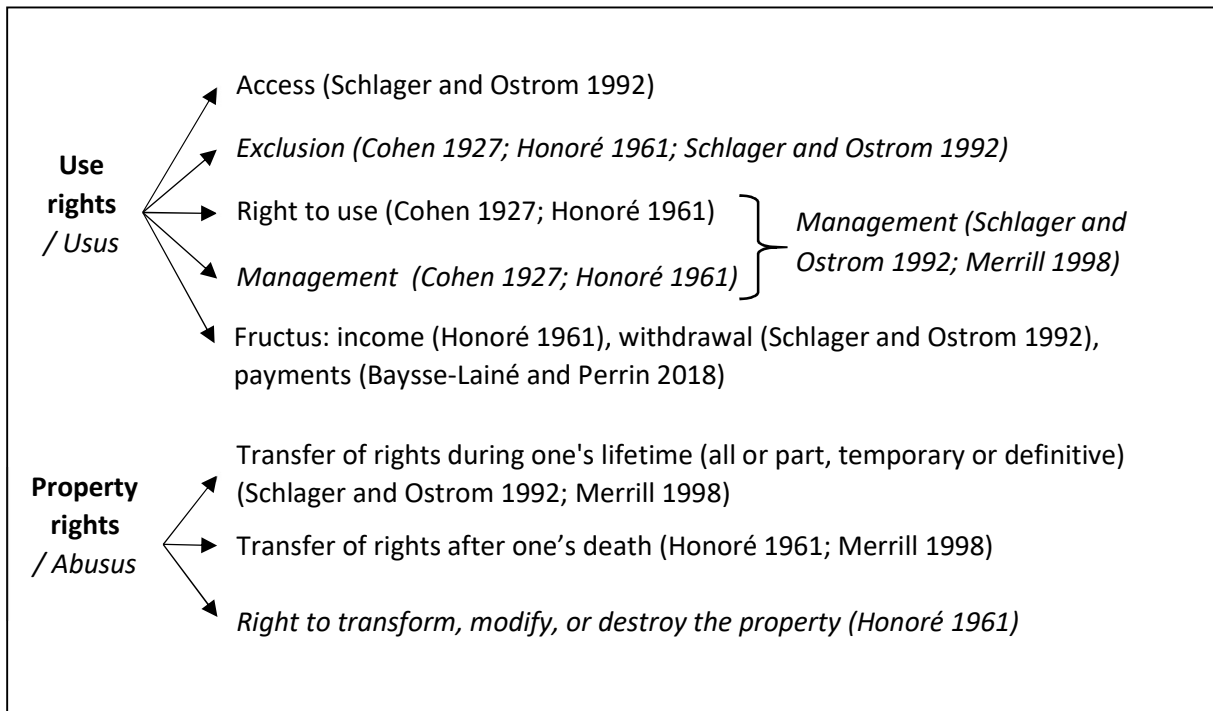 Access (Schlager and Ostrom 1992)
Exclusion (Cohen 1927; Honoré 1961; Schlager and Ostrom 1992)
Use
rights
/ Usus
Right to use (Cohen 1927; Honoré 1961)
Management  (Cohen 1927; Honoré 1961)
Management (Schlager and
Ostrom 1992; Merrill 1998)
Fructus: income (Honoré 1961), withdrawal (Schlager and Ostrom 1992),
payments (Baysse-Lainé and Perrin 2018)
Property
rights
/ Abusus
Transfer of rights during one's lifetime (all or part, temporary or definitive)
(Schlager and Ostrom 1992; Merrill 1998)
Transfer of rights after one’s death (Honoré 1961; Merrill 1998)
Right to transform, modify, or destroy the property (Honoré 1961)